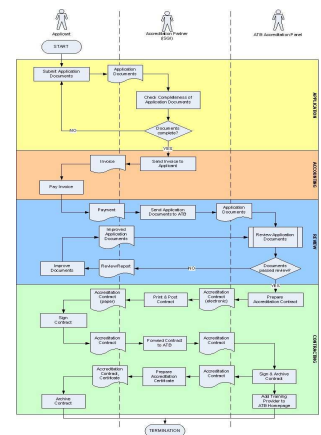 Applicant
Accreditation Partner
(SGI)
ATB Accreditation Panel
START
Submit Application
Documents
Application
Documents
Check Completeness of
Application Documents
NO
Documents
complete?
YES
APPLICATION
Invoice
Send Invoice to
Applicant
Pay Invoice
ACCOUNTING
Payment
Send Application
Documents to ATB
Application
Documents
Improved
Application
Documents
Review Application
Documents
Improve
Documents
Review Report
NO
Documents
passed review?
YES
REVIEW
Accreditation
Contract
(paper)
Print & Post
Contract
Accreditation
Contract
(electronic)
Prepare
Accreditation Contract
Sign
Contract
Accreditation
Contract
Forward Contract
to ATB
Accreditation
Contract
Accreditation
Contract,
Certificate
Prepare
Accreditation
Certificate
Accreditation
Contract
Sign & Archive
Contract
Archive
Contract
Add Training
Provider to
ATB Homepage
CONTRACTING
TERMINATION